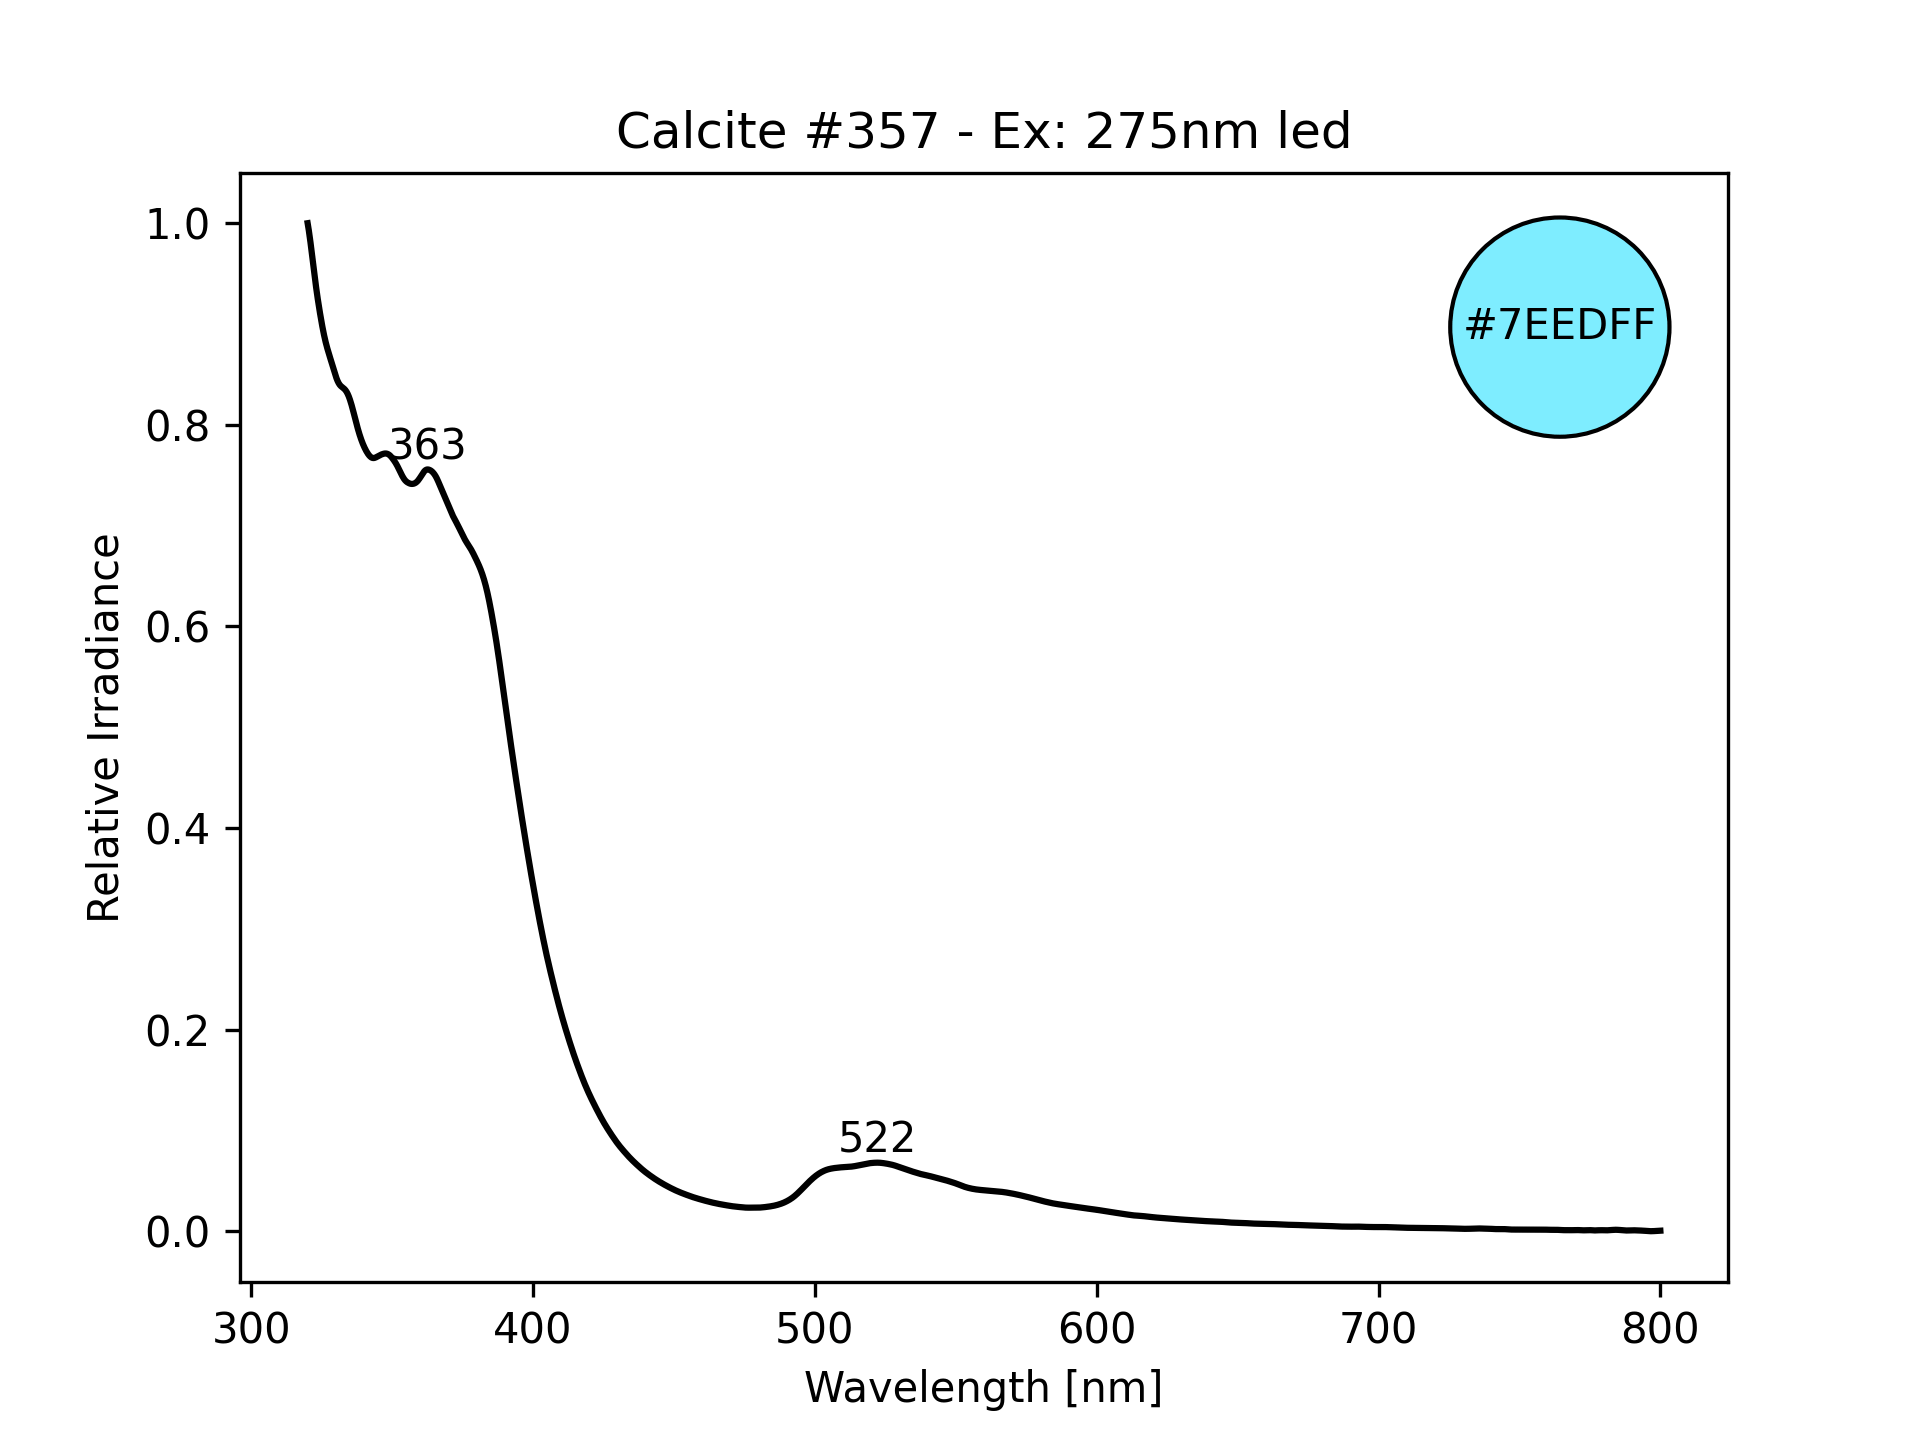 Calcite #357 - Ex: 275nm led
1.0
0.8
0.6
0.4
0.2
0.0
Relative Irradiance
#7EEDFF
363
522
300 400 500 600 700 800
Wavelength [nm]